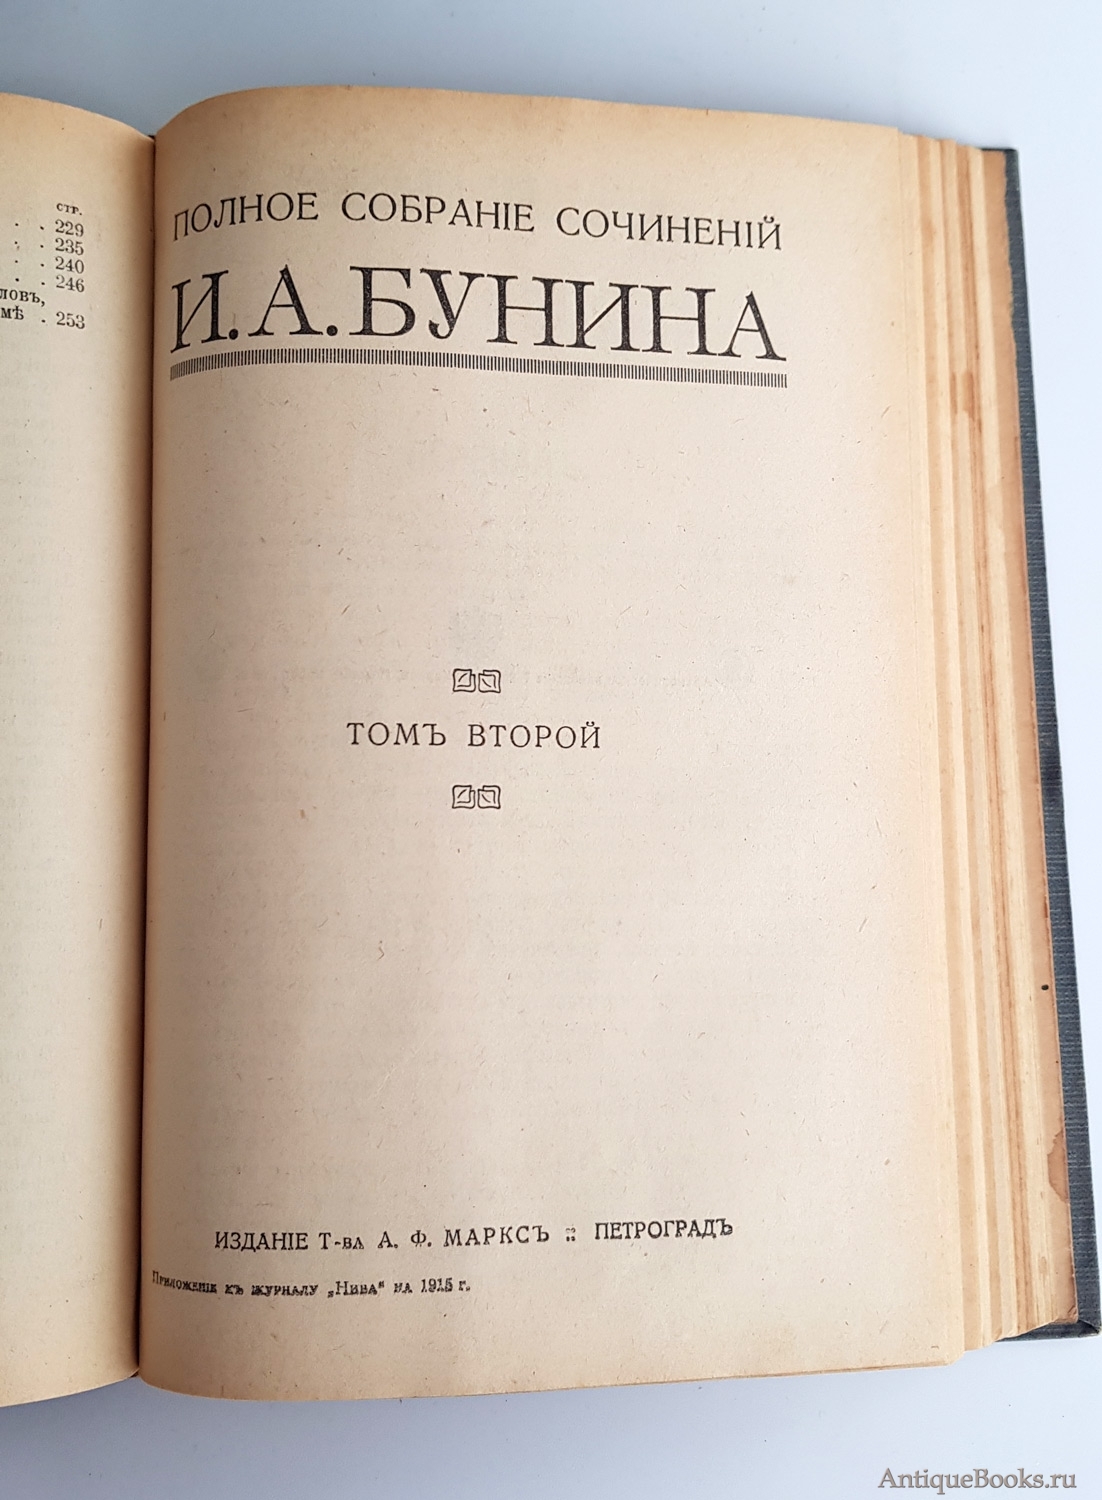 стр.
. . 229
. . 235
. . 240
. . 246
ловъ,
мѣ . 253
ПОЛНОЕ СОБРАНІЕ СОЧИНЕНІЙ
И. А. БУНИНА
ТОМЪ ВТОРОЙ
ИЗДАНІЕ Т-ва А. Ф. МАРКСЪ :: ПЕТРОГРАДЪ
Приложеніе къ журналу „Нива“ на 1915 г.
AntiqueBooks.ru